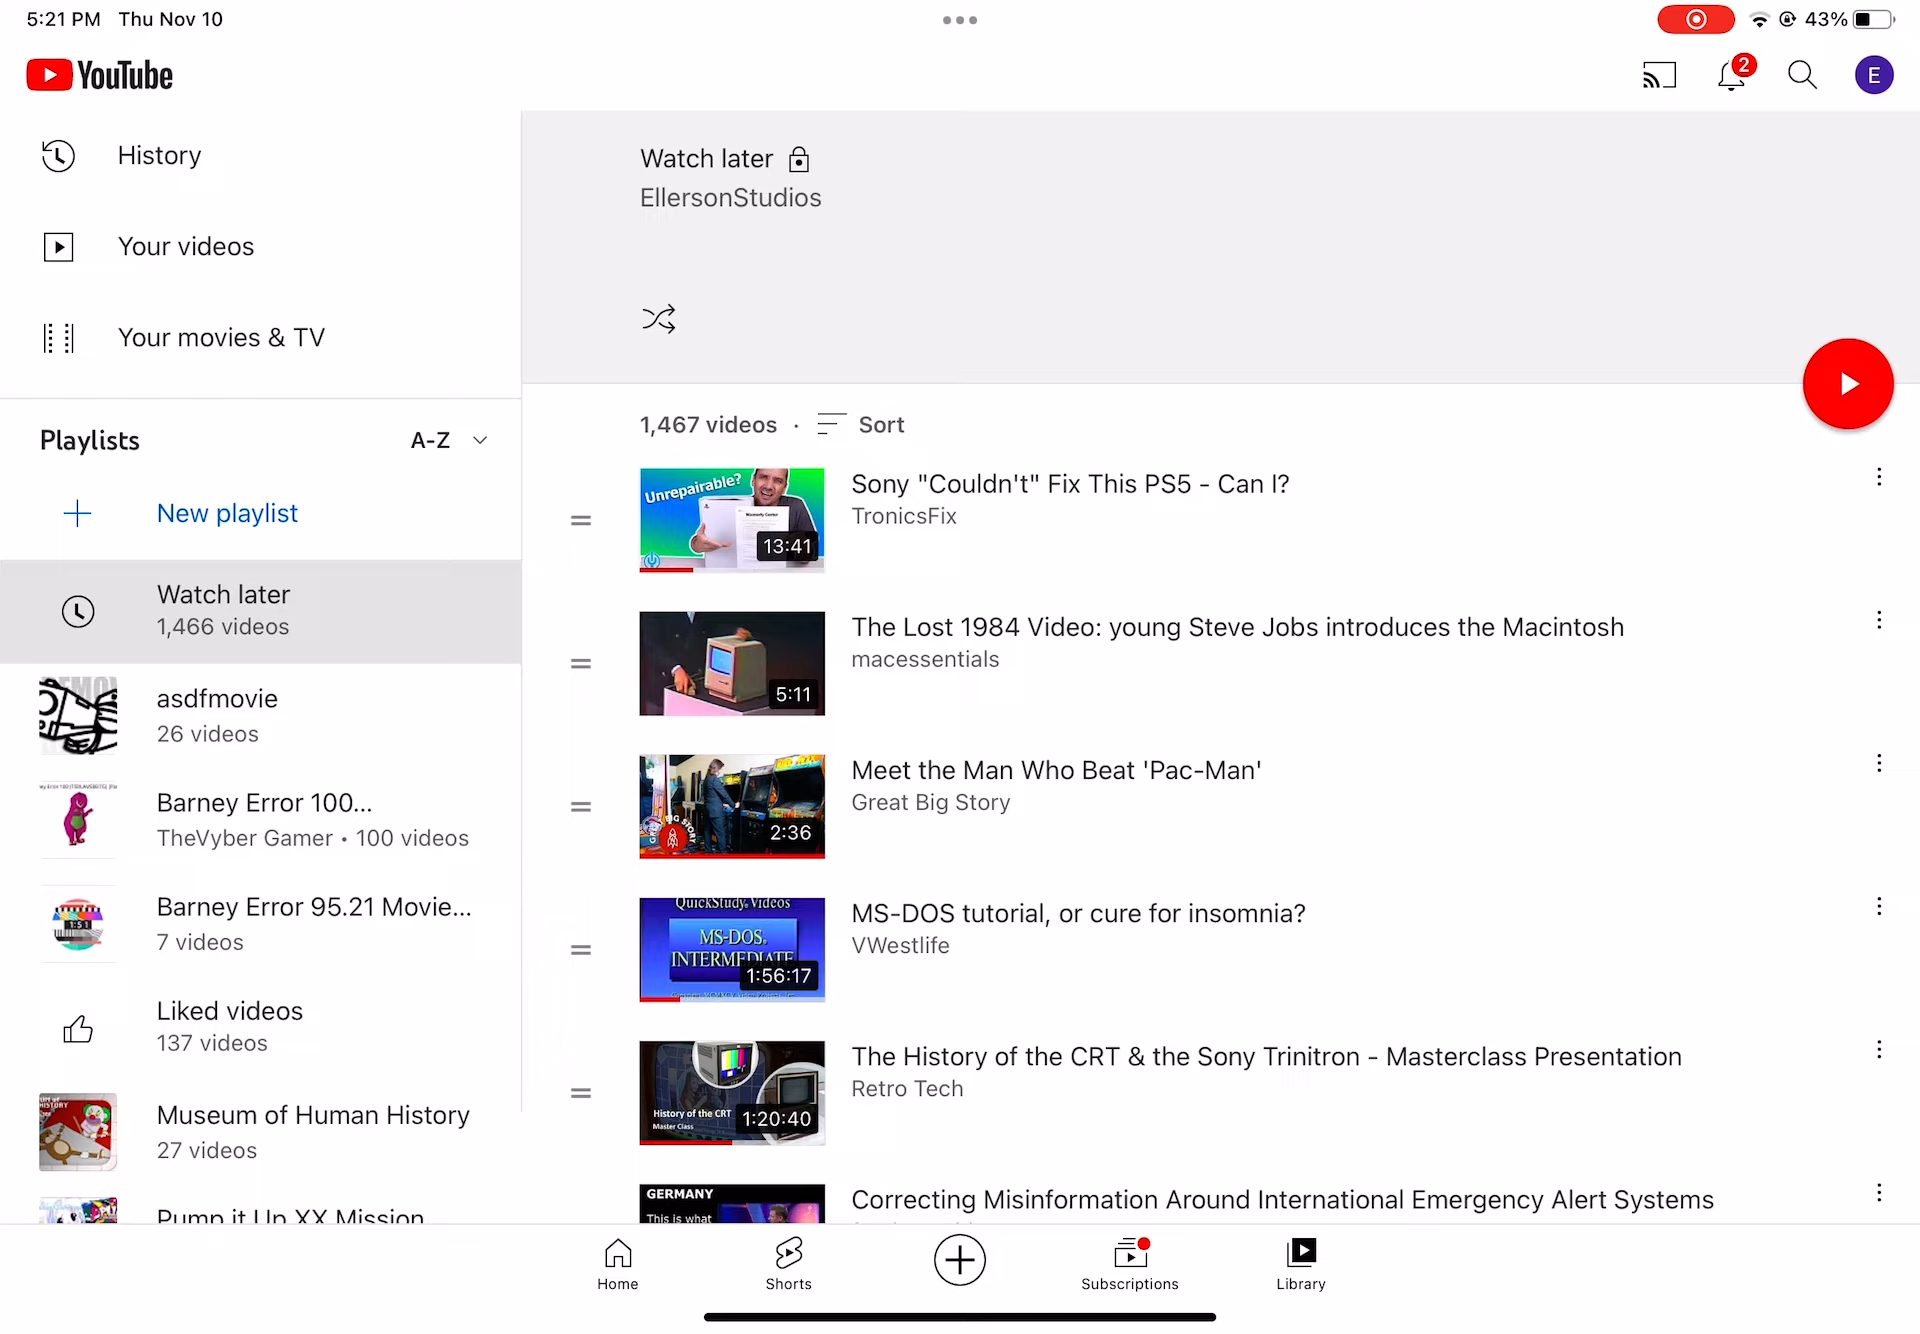 5:21 PM Thu Nov 10
43%
YouTube
2
E
History
Your videos
Your movies & TV
Playlists
A-Z
New playlist
Watch later
1,466 videos
asdfmovie
26 videos
Barney Error 100...
TheVyber Gamer • 100 videos
Barney Error 95.21 Movie...
7 videos
Liked videos
137 videos
Museum of Human History
27 videos
Pump it Up XX Mission
Watch later
EllersonStudios
1,467 videos · Sort
Unrepairable?
13:41
Sony "Couldn't" Fix This PS5 - Can I?
TronicsFix
5:11
The Lost 1984 Video: young Steve Jobs introduces the Macintosh
macessentials
2:36
Meet the Man Who Beat 'Pac-Man'
Great Big Story
QuickStudy Videos
MS-DOS
INTERMEDIATE
1:56:17
MS-DOS tutorial, or cure for insomnia?
VWestlife
History of the CRT
Master Class
1:20:40
The History of the CRT & the Sony Trinitron - Masterclass Presentation
Retro Tech
GERMANY
This is what
Correcting Misinformation Around International Emergency Alert Systems
Home
Shorts
Subscriptions
Library